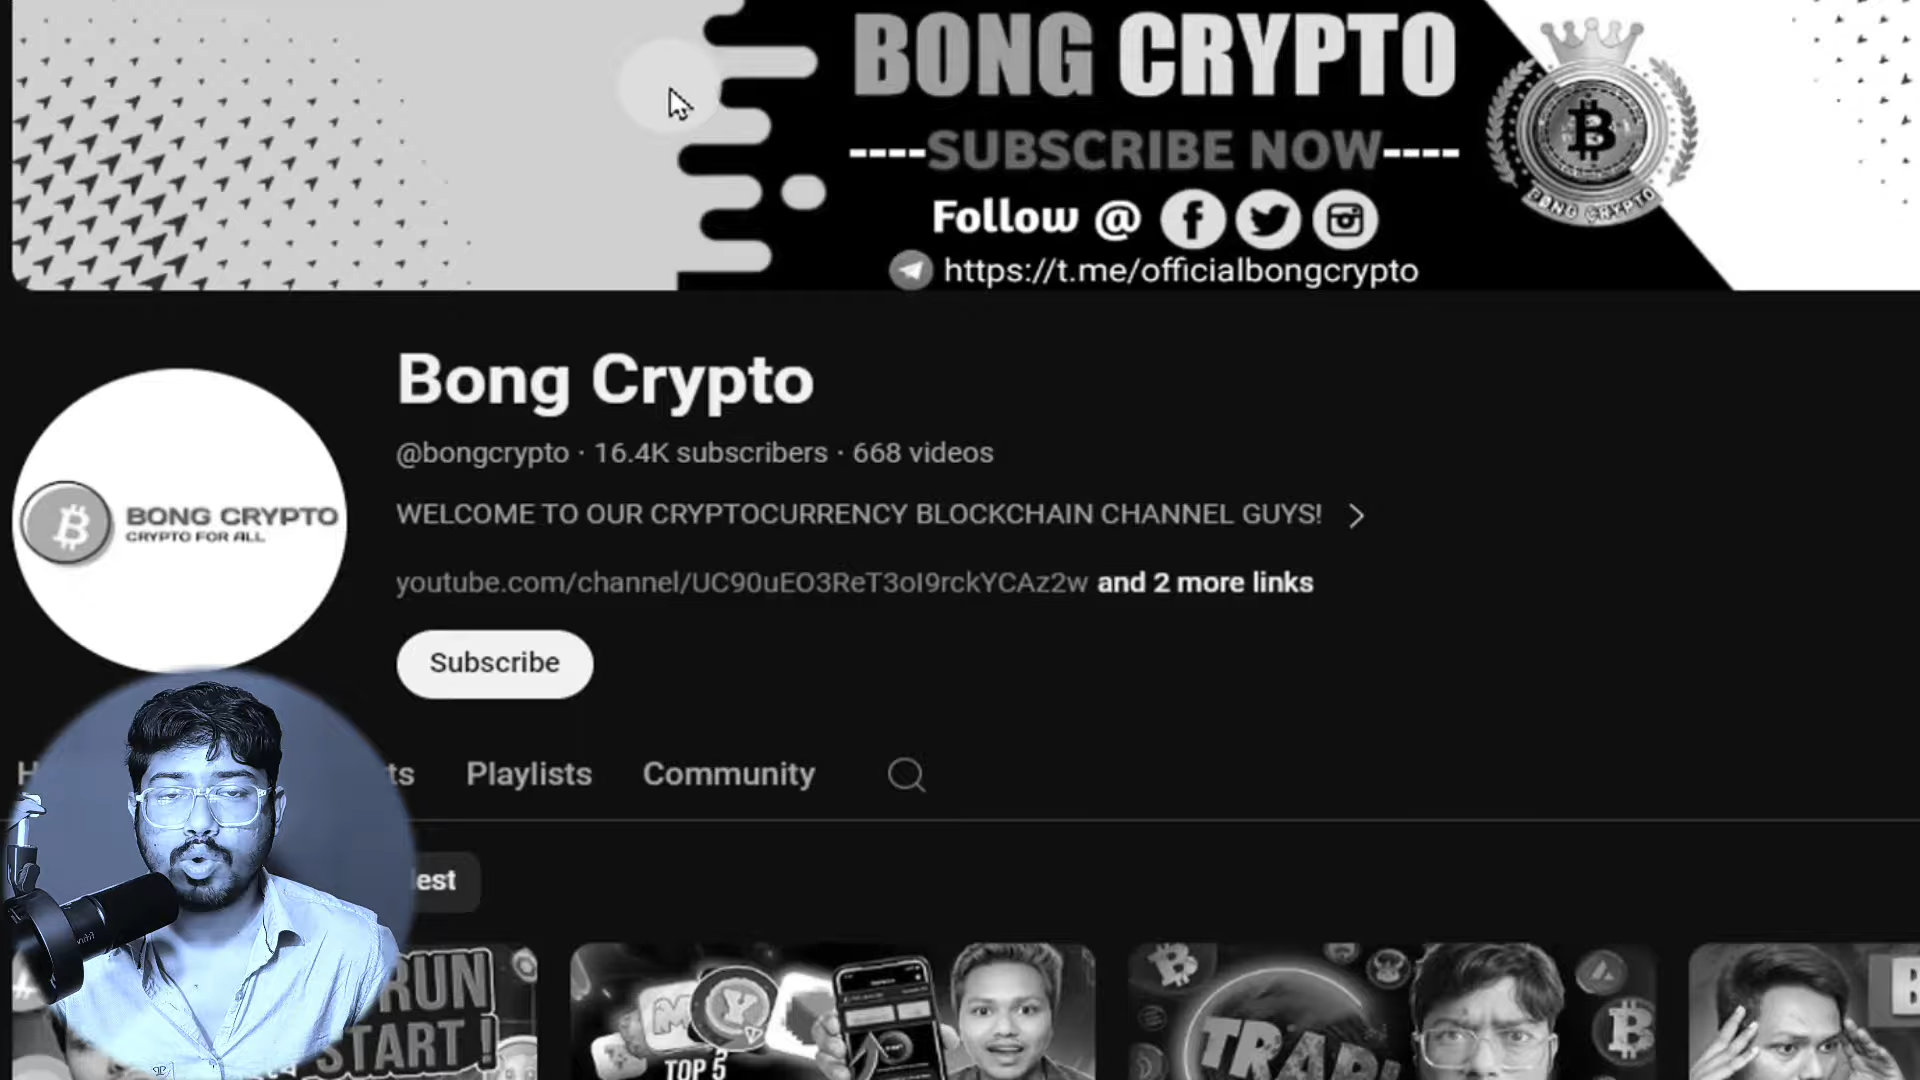 BONG CRYPTO
----SUBSCRIBE NOW----
Follow @
https://t.me/officialbongcrypto
BONG CRYPTO
Bong Crypto
@bongcrypto · 16.4K subscribers · 668 videos
BONG CRYPTO
CRYPTO FOR ALL
WELCOME TO OUR CRYPTOCURRENCY BLOCKCHAIN CHANNEL GUYS!
youtube.com/channel/UC90uEO3ReT3oI9rckYCAz2w and 2 more links
Subscribe
Playlists Community
RUN
START !
TOP 5
TRAP!